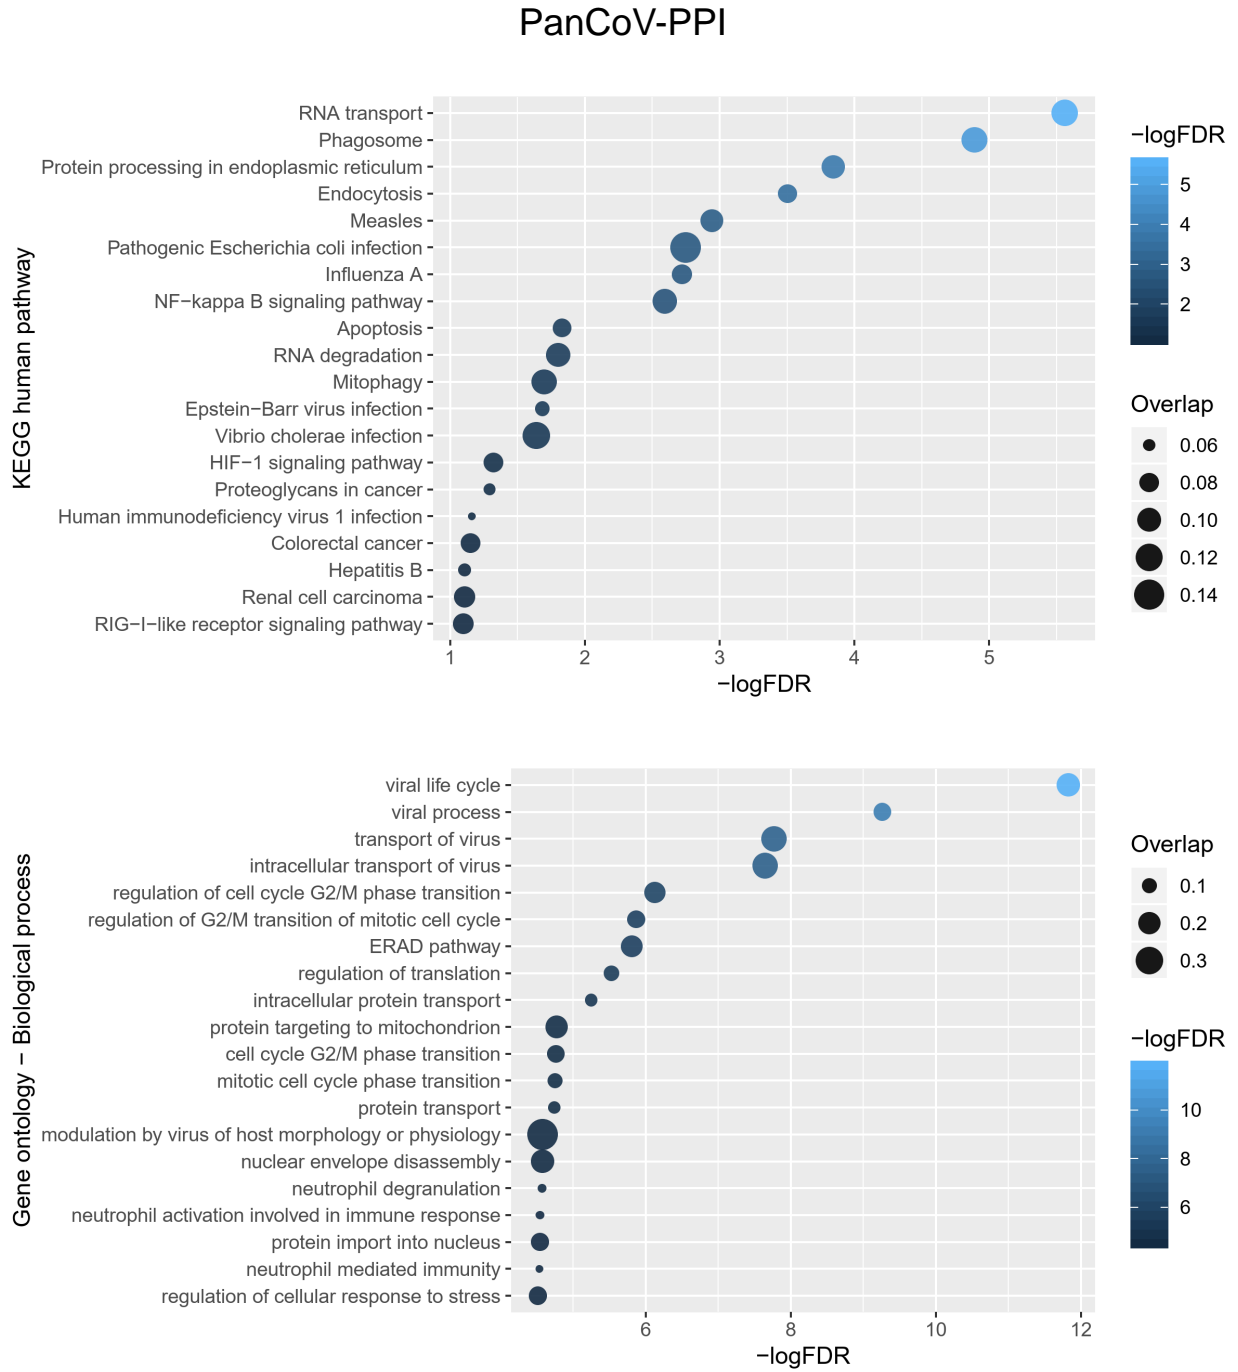 PanCoV-PPI
KEGG human pathway
RNA transport
Phagosome
Protein processing in endoplasmic reticulum
Endocytosis
Measles
Pathogenic Escherichia coli infection
Influenza A
NF−kappa B signaling pathway
Apoptosis
RNA degradation
Mitophagy
Epstein−Barr virus infection
Vibrio cholerae infection
HIF−1 signaling pathway
Proteoglycans in cancer
Human immunodeficiency virus 1 infection
Colorectal cancer
Hepatitis B
Renal cell carcinoma
RIG−I−like receptor signaling pathway
1 2 3 4 5
−logFDR
−logFDR
5
4
3
2
Overlap
0.06
0.08
0.10
0.12
0.14
Gene ontology − Biological process
viral life cycle
viral process
transport of virus
intracellular transport of virus
regulation of cell cycle G2/M phase transition
regulation of G2/M transition of mitotic cell cycle
ERAD pathway
regulation of translation
intracellular protein transport
protein targeting to mitochondrion
cell cycle G2/M phase transition
mitotic cell cycle phase transition
protein transport
modulation by virus of host morphology or physiology
nuclear envelope disassembly
neutrophil degranulation
neutrophil activation involved in immune response
protein import into nucleus
neutrophil mediated immunity
regulation of cellular response to stress
6 8 10 12
−logFDR
Overlap
0.1
0.2
0.3
−logFDR
10
8
6